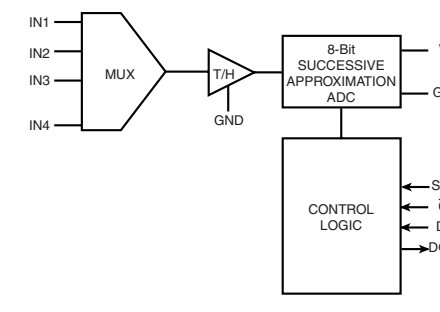 IN1
IN2
IN3
IN4
MUX
T/H
GND
8-Bit
SUCCESSIVE
APPROXIMATION
ADC
CONTROL
LOGIC